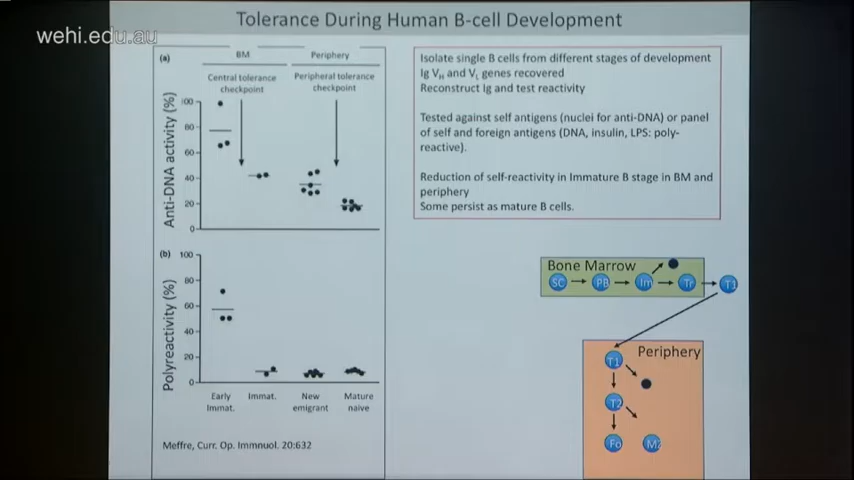 Tolerance During Human B-cell Development
wehi.edu.au
(a)
BM
Periphery
Central tolerance
checkpoint
Peripheral tolerance
checkpoint
Anti-DNA activity (%)
100
80
60
40
20
0
(b)
Polyreactivity (%)
100
80
60
40
20
0
Early
Immat.
Immat.
New
emigrant
Mature
naive
Meffre, Curr. Op. Immnuol. 20:632
Isolate single B cells from different stages of development
Ig VH and VL genes recovered
Reconstruct Ig and test reactivity
Tested against self antigens (nuclei for anti-DNA) or panel
of self and foreign antigens (DNA, insulin, LPS: poly-
reactive).
Reduction of self-reactivity in Immature B stage in BM and
periphery
Some persist as mature B cells.
Bone Marrow
SC
PB
Im
Tr
T1
Periphery
T1
T2
Fo